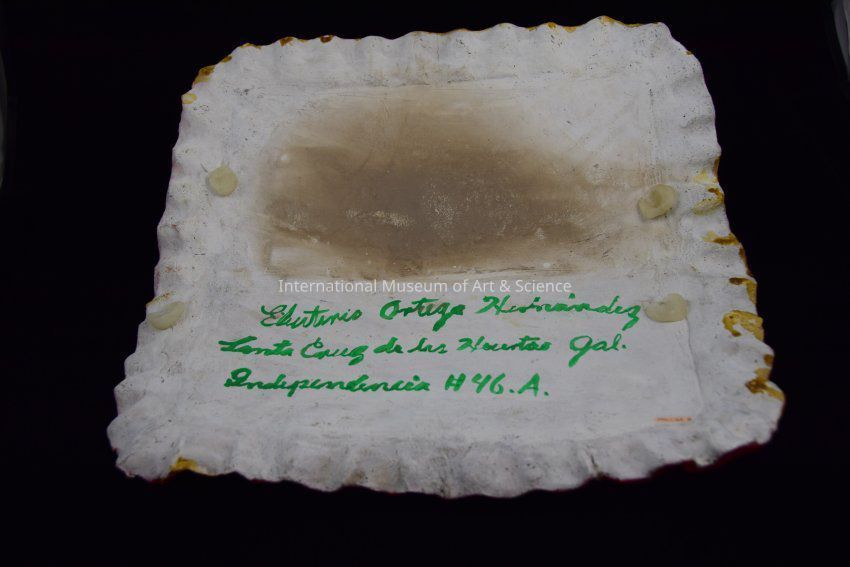 International Museum of Art & Science
Eleuterio Ortega Hernández
Santa Cruz de las Huertas Jal.
Independencia # 46. A.